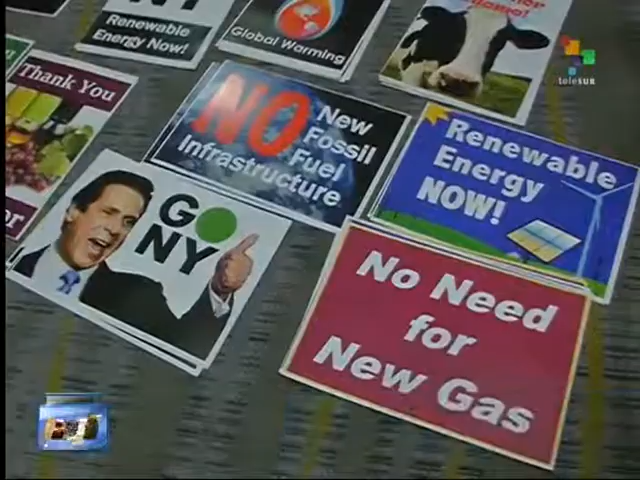 NY
Renewable
Energy Now!
Global Warming
teleSUR
Thank You
NO New
Fossil
Fuel
Infrastructure
Renewable
Energy
NOW!
GO
NY
No Need
for
New Gas